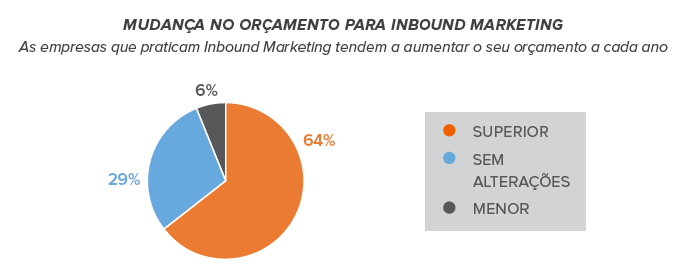 MUDANÇA NO ORÇAMENTO PARA INBOUND MARKETING
As empresas que praticam Inbound Marketing tendem a aumentar o seu orçamento a cada ano
6%
64%
29%
SUPERIOR
SEM
ALTERAÇÕES
MENOR